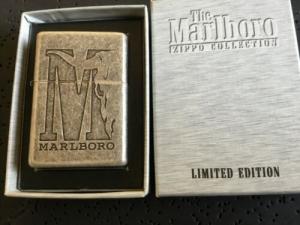 M
MARLBORO
The
Marlboro
ZIPPO COLLECTION
LIMITED EDITION